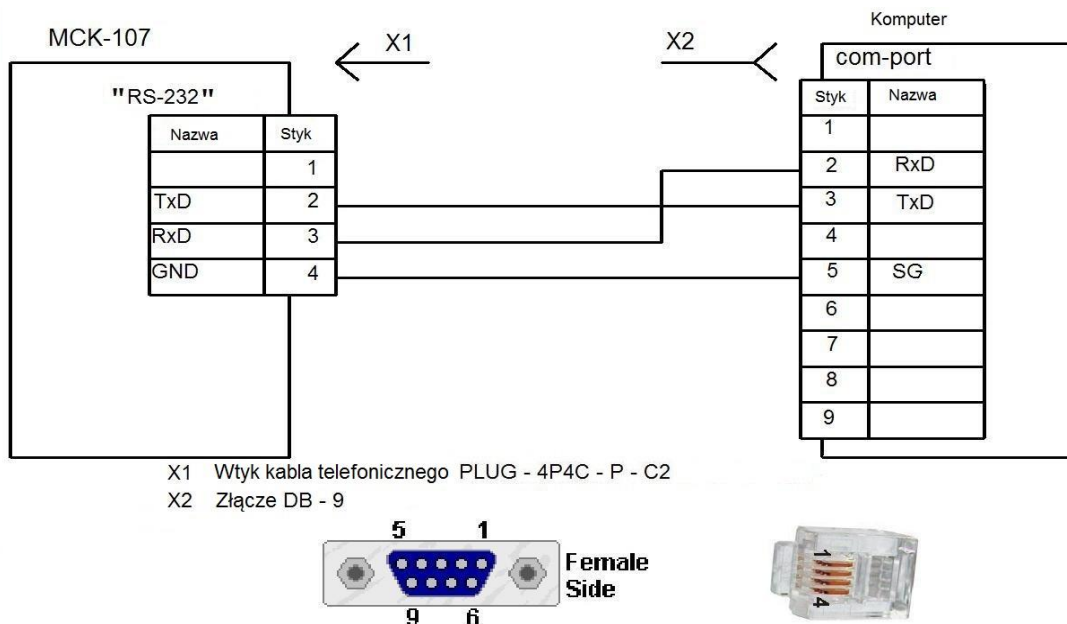 MCK-107
X1
X2
Komputer
com-port
"RS-232"
Nazwa Styk
1
TxD 2
RxD 3
GND 4
Styk Nazwa
1
2 RxD
3 TxD
4
5 SG
6
7
8
9
X1 Wtyk kabla telefonicznego PLUG - 4P4C - P - C2
X2 Złącze DB - 9
5 1
Female
Side
9 6
1
4